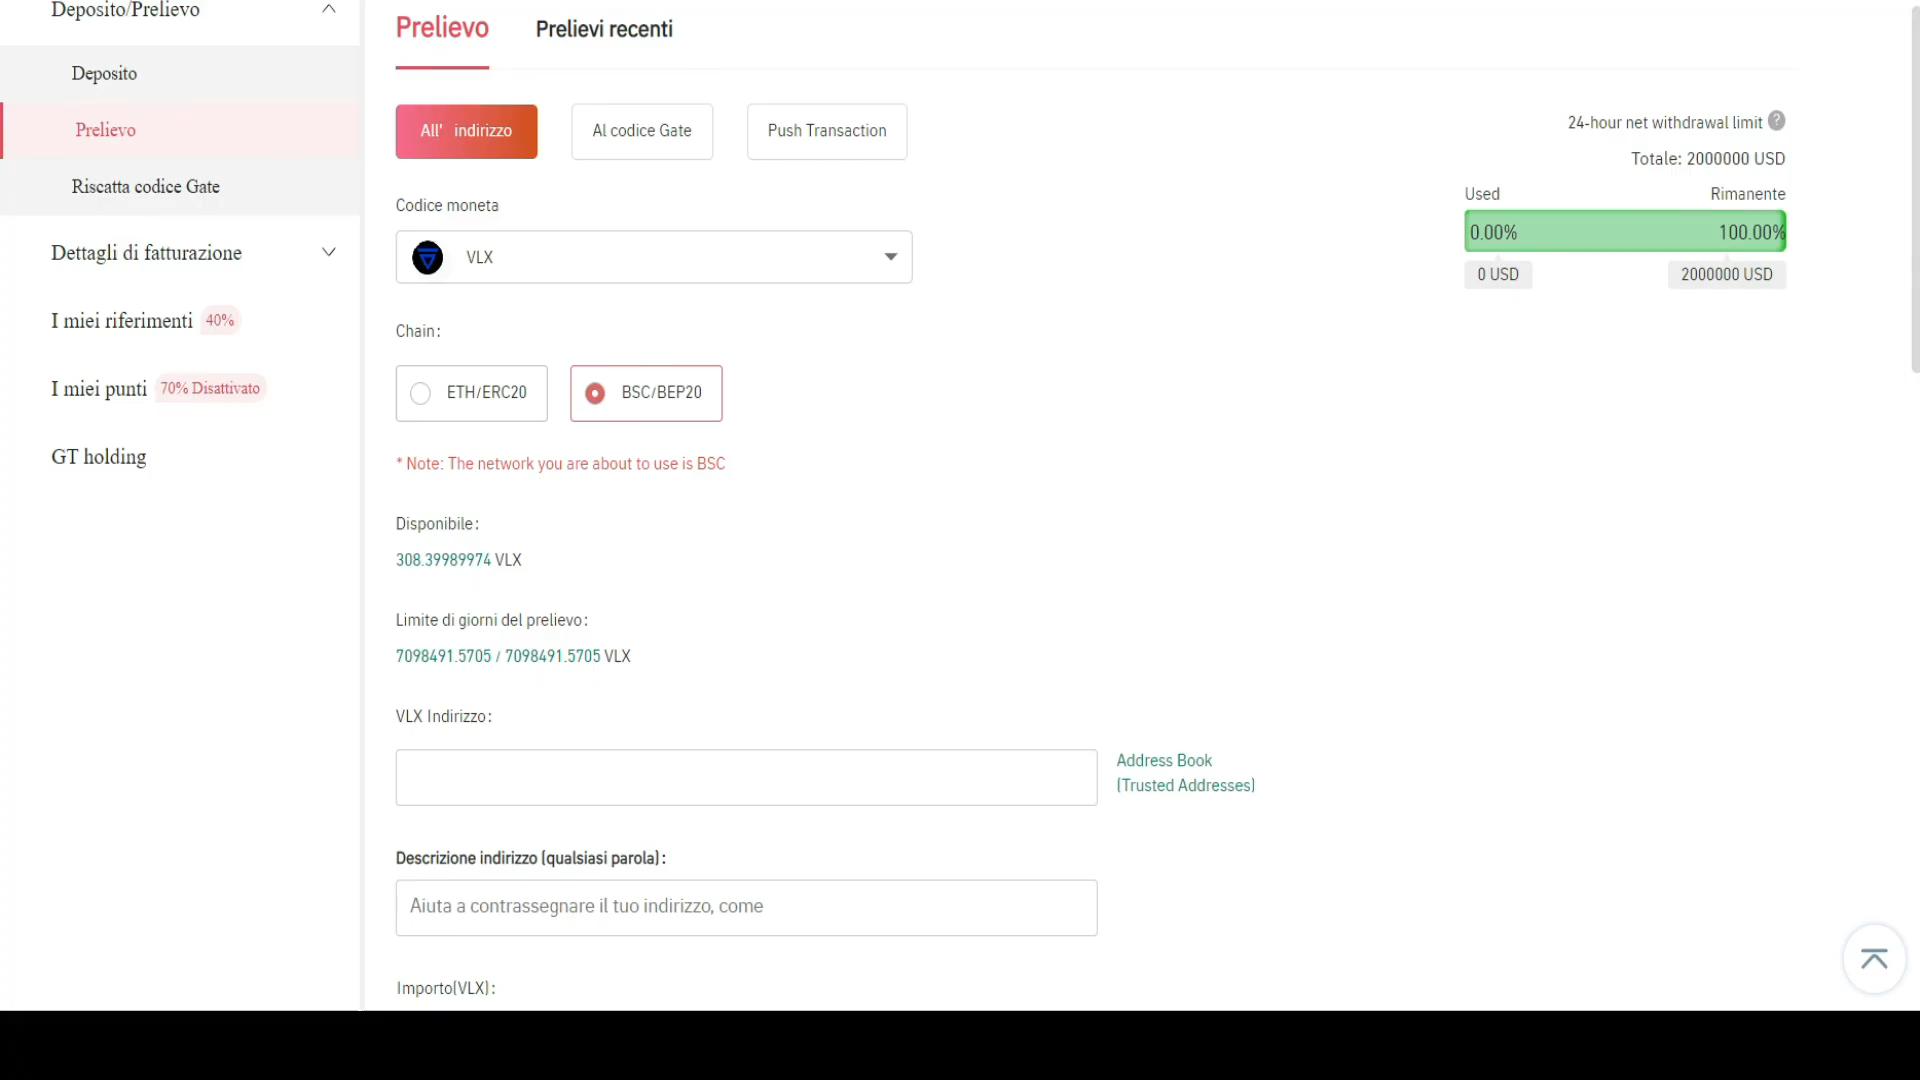 Deposito/Prelievo
Deposito
Prelievo
Riscatta codice Gate
Dettagli di fatturazione
I miei riferimenti 40%
I miei punti 70% Disattivato
GT holding
Prelievo Prelievi recenti
All' indirizzo Al codice Gate Push Transaction
24-hour net withdrawal limit ?
Totale: 2000000 USD
Used Rimanente
0.00% 100.00%
0 USD 2000000 USD
Codice moneta
VLX
Chain:
ETH/ERC20 BSC/BEP20
* Note: The network you are about to use is BSC
Disponibile:
308.39989974 VLX
Limite di giorni del prelievo:
7098491.5705 / 7098491.5705 VLX
VLX Indirizzo:
Address Book
(Trusted Addresses)
Descrizione indirizzo (qualsiasi parola):
Aiuta a contrassegnare il tuo indirizzo, come
Importo(VLX):